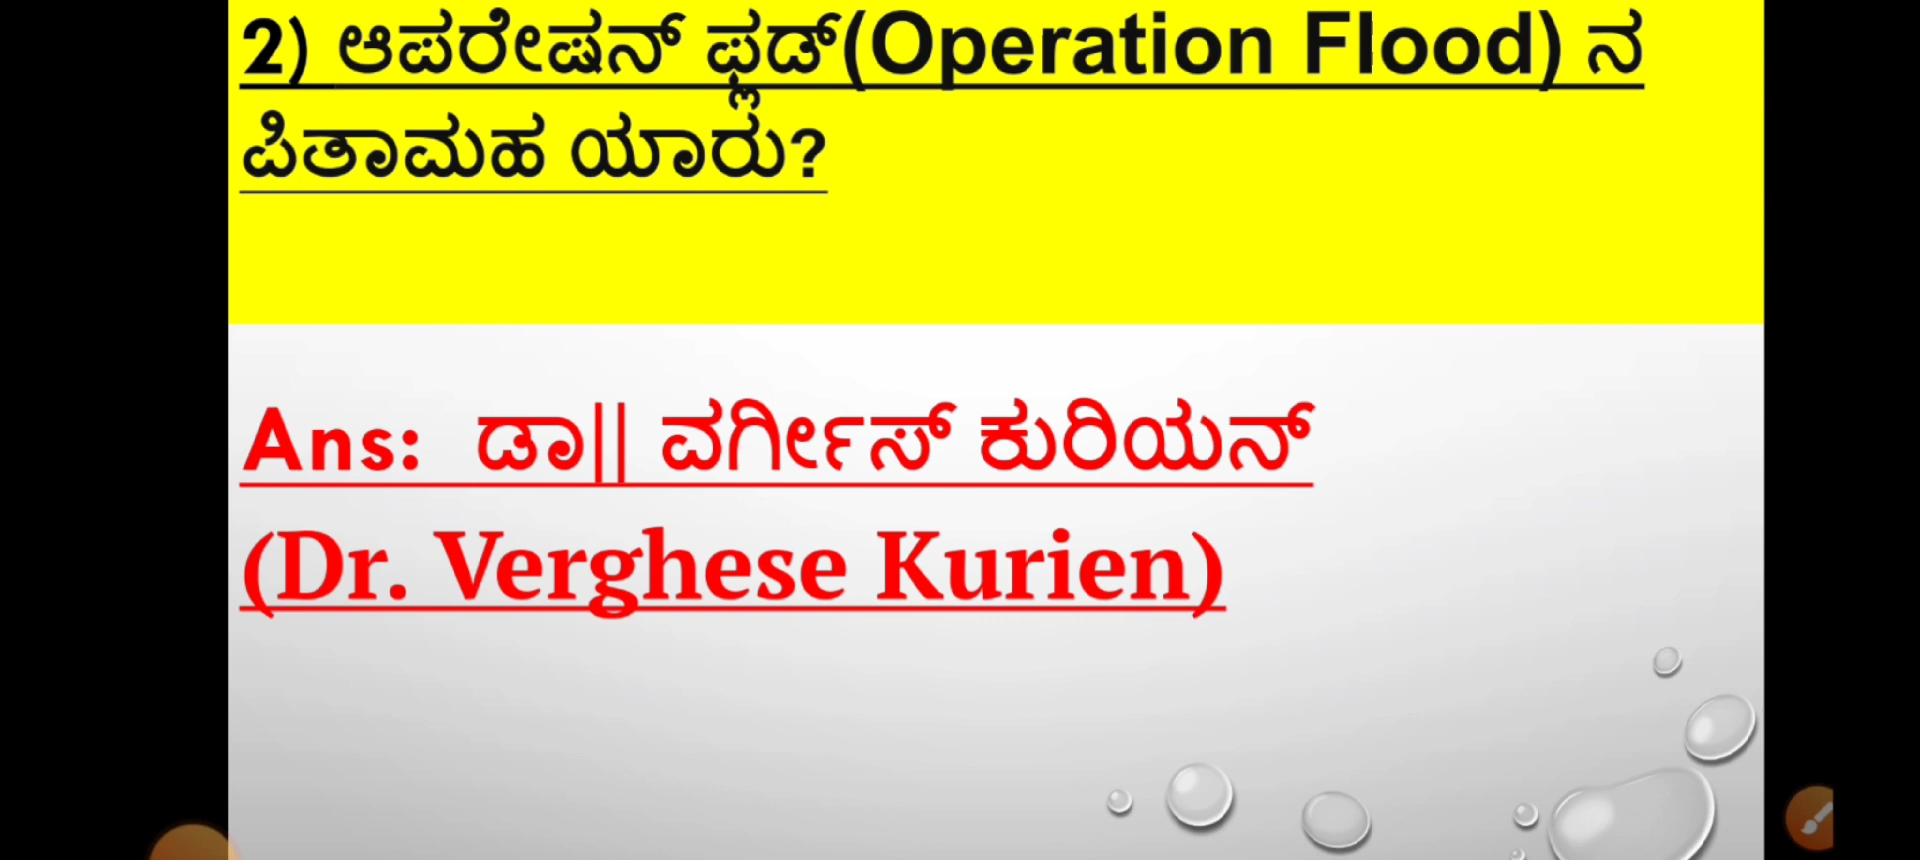 2) ಆಪರೇಷನ್ ಫ್ಲಡ್(Operation Flood) ನ
ಪಿತಾಮಹ ಯಾರು?
Ans: ಡಾ|| ವರ್ಗೀಸ್ ಕುರಿಯನ್
(Dr. Verghese Kurien)